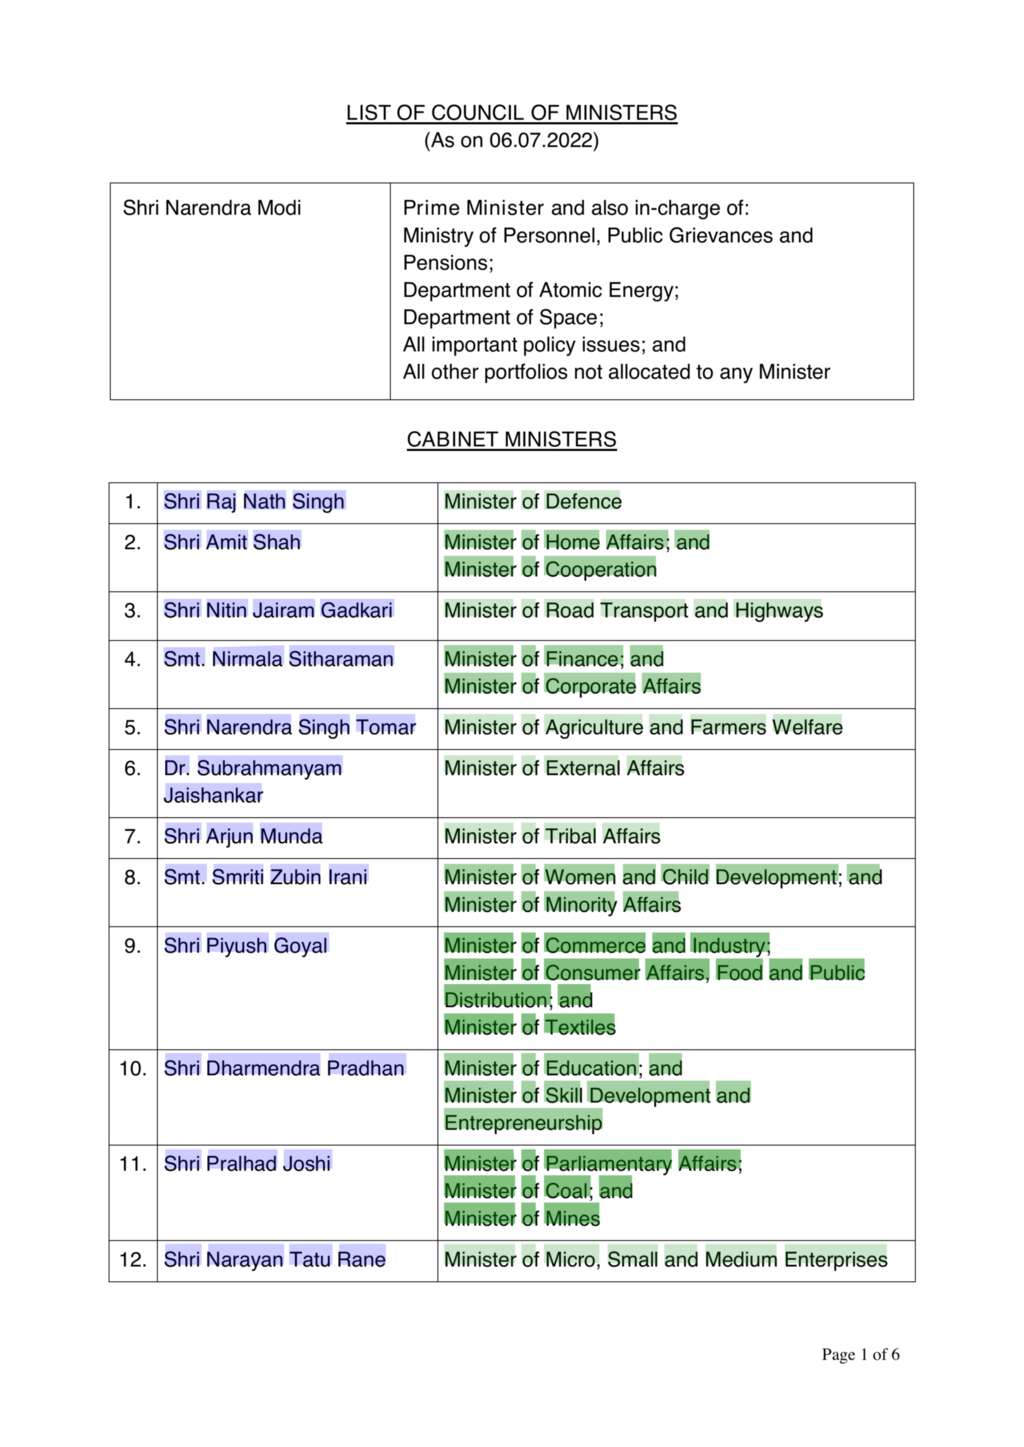 LIST OF COUNCIL OF MINISTERS
(As on 06.07.2022)
Shri Narendra Modi
Prime Minister and also in-charge of:
Ministry of Personnel, Public Grievances and
Pensions;
Department of Atomic Energy;
Department of Space;
All important policy issues; and
All other portfolios not allocated to any Minister
CABINET MINISTERS
1. Shri Raj Nath Singh Minister of Defence
2. Shri Amit Shah Minister of Home Affairs; and
Minister of Cooperation
3. Shri Nitin Jairam Gadkari Minister of Road Transport and Highways
4. Smt. Nirmala Sitharaman Minister of Finance; and
Minister of Corporate Affairs
5. Shri Narendra Singh Tomar Minister of Agriculture and Farmers Welfare
6. Dr. Subrahmanyam Minister of External Affairs
Jaishankar
7. Shri Arjun Munda Minister of Tribal Affairs
8. Smt. Smriti Zubin Irani Minister of Women and Child Development; and
Minister of Minority Affairs
9. Shri Piyush Goyal Minister of Commerce and Industry;
Minister of Consumer Affairs, Food and Public
Distribution; and
Minister of Textiles
10. Shri Dharmendra Pradhan Minister of Education; and
Minister of Skill Development and
Entrepreneurship
11. Shri Pralhad Joshi Minister of Parliamentary Affairs;
Minister of Coal; and
Minister of Mines
12. Shri Narayan Tatu Rane Minister of Micro, Small and Medium Enterprises
Page 1 of 6